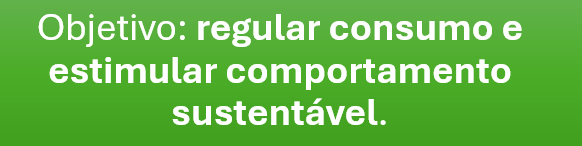 Objetivo: regular consumo e
estimular comportamento
sustentável.